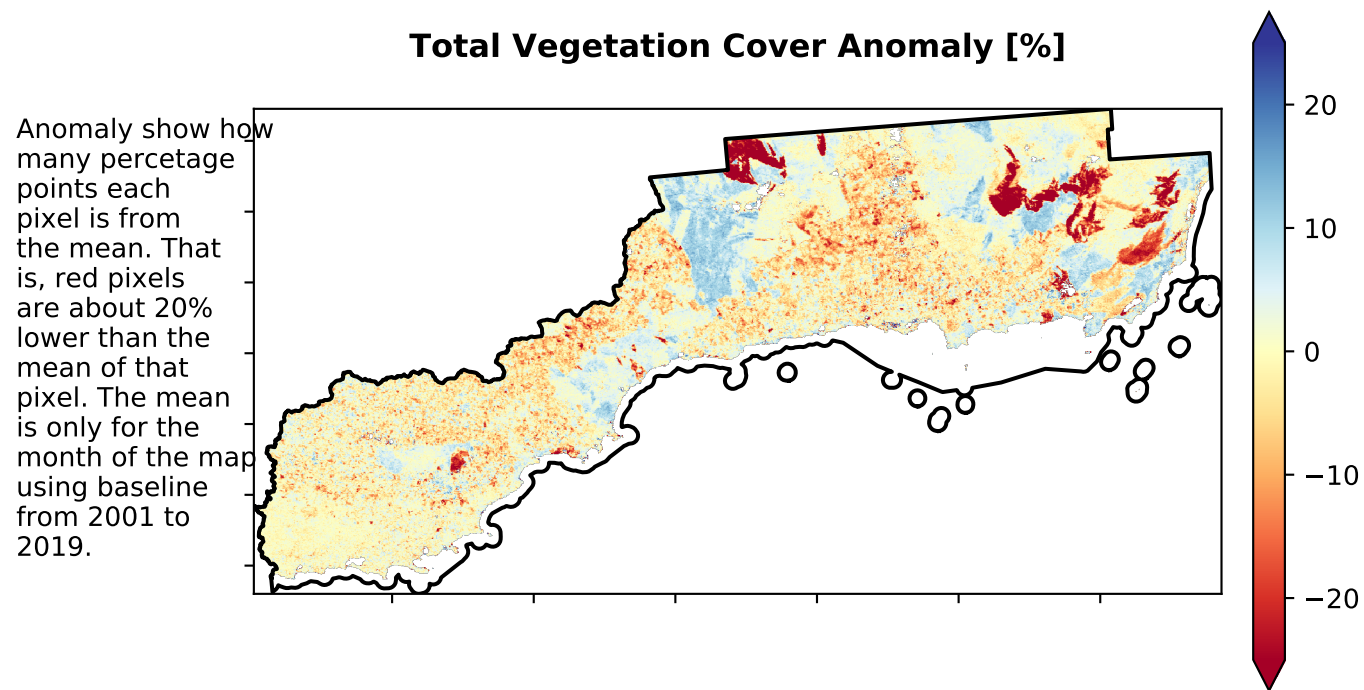 Total Vegetation Cover Anomaly [%]
Anomaly show how
many percetage
points each
pixel is from
the mean. That
is, red pixels
are about 20%
lower than the
mean of that
pixel. The mean
is only for the
month of the map
using baseline
from 2001 to
2019.
20
10
0
−10
−20